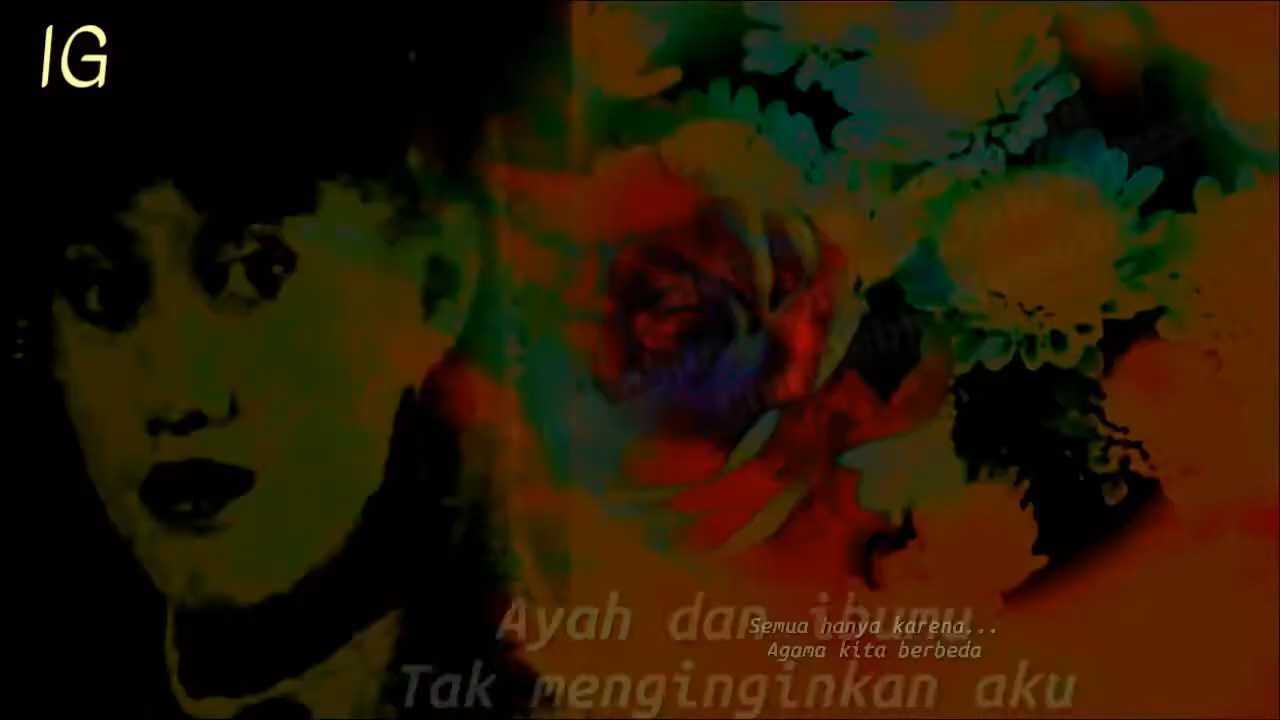 IG
Ayah dan ibumu
Semua hanya karena...
Agama kita berbeda
Tak menginginkan aku